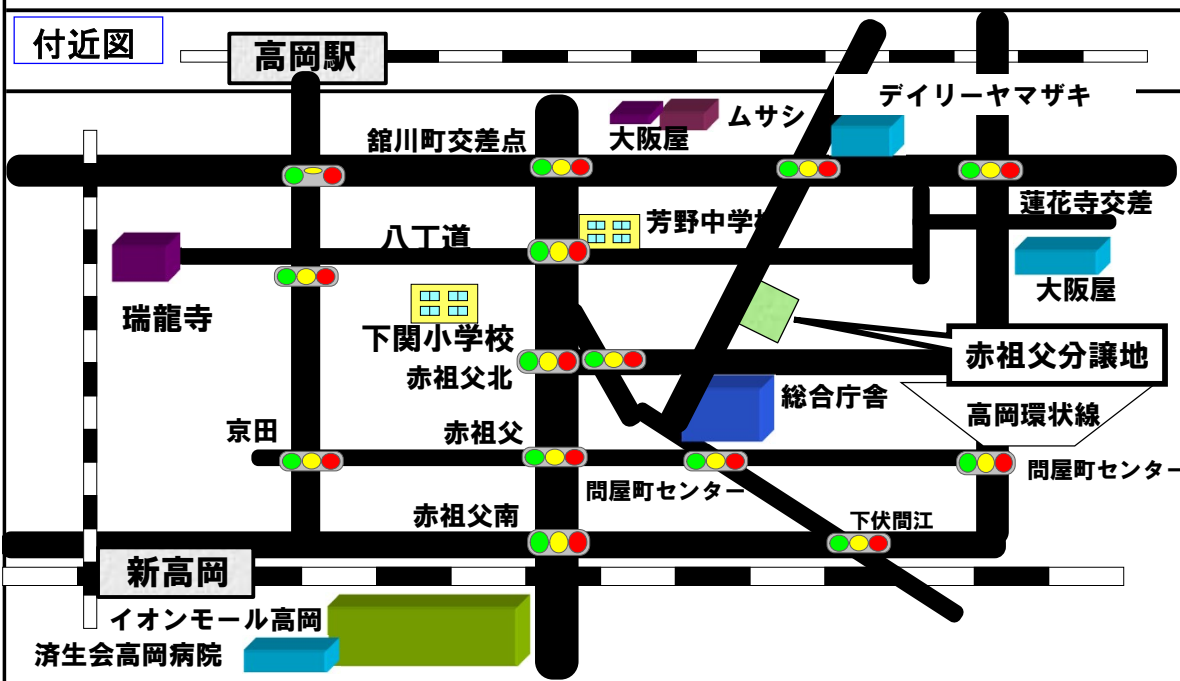 付近図
高岡駅
デイリーヤマザキ
ムサシ
大阪屋
舘川町交差点
蓮花寺交差
芳野中学校
八丁道
大阪屋
瑞龍寺
下関小学校
赤祖父分譲地
赤祖父北
総合庁舎
高岡環状線
京田
赤祖父
問屋町センター
問屋町センター
赤祖父南
下伏間江
新高岡
イオンモール高岡
済生会高岡病院